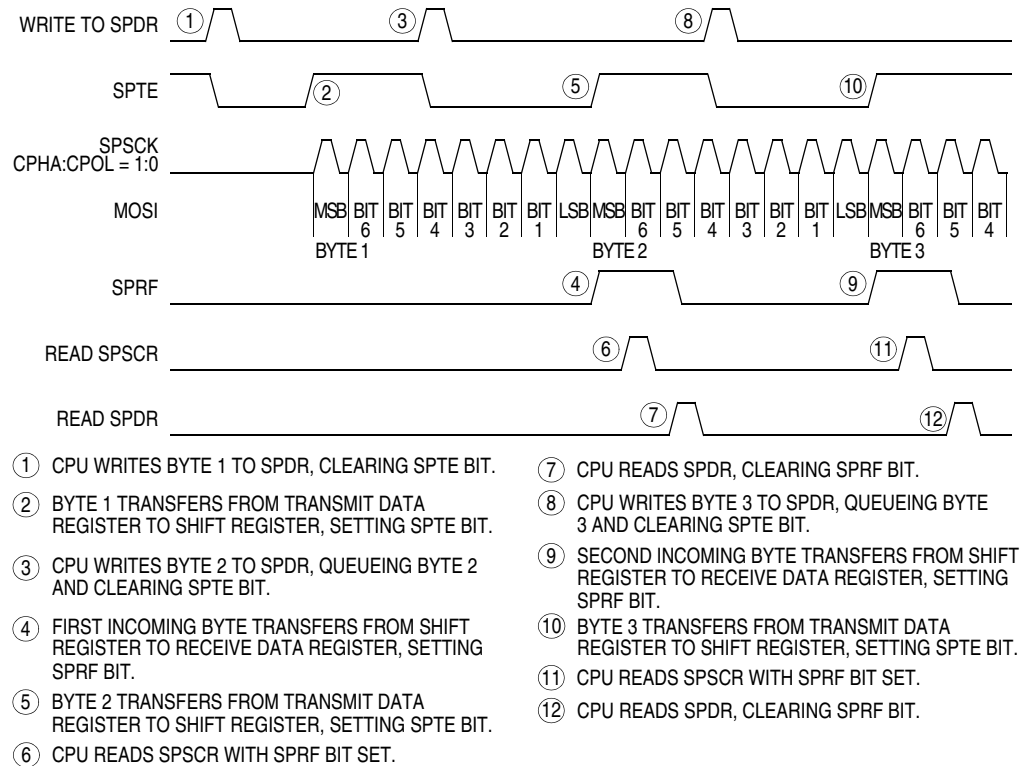 WRITE TO SPDR
1
3
8
SPTE
2
5
10
SPSCK
CPHA:CPOL = 1:0
MOSI
MSB BIT BIT BIT BIT BIT BIT LSB MSB BIT BIT BIT BIT BIT BIT LSB MSB BIT BIT BIT
6 5 4 3 2 1 6 5 4 3 2 1 6 5 4
BYTE 1 BYTE 2 BYTE 3
SPRF
4
9
READ SPSCR
6
11
READ SPDR
7
12
1 CPU WRITES BYTE 1 TO SPDR, CLEARING SPTE BIT.
2 BYTE 1 TRANSFERS FROM TRANSMIT DATA
REGISTER TO SHIFT REGISTER, SETTING SPTE BIT.
3 CPU WRITES BYTE 2 TO SPDR, QUEUEING BYTE 2
AND CLEARING SPTE BIT.
4 FIRST INCOMING BYTE TRANSFERS FROM SHIFT
REGISTER TO RECEIVE DATA REGISTER, SETTING
SPRF BIT.
5 BYTE 2 TRANSFERS FROM TRANSMIT DATA
REGISTER TO SHIFT REGISTER, SETTING SPTE BIT.
6 CPU READS SPSCR WITH SPRF BIT SET.
7 CPU READS SPDR, CLEARING SPRF BIT.
8 CPU WRITES BYTE 3 TO SPDR, QUEUEING BYTE
3 AND CLEARING SPTE BIT.
9 SECOND INCOMING BYTE TRANSFERS FROM SHIFT
REGISTER TO RECEIVE DATA REGISTER, SETTING
SPRF BIT.
10 BYTE 3 TRANSFERS FROM TRANSMIT DATA
REGISTER TO SHIFT REGISTER, SETTING SPTE BIT.
11 CPU READS SPSCR WITH SPRF BIT SET.
12 CPU READS SPDR, CLEARING SPRF BIT.